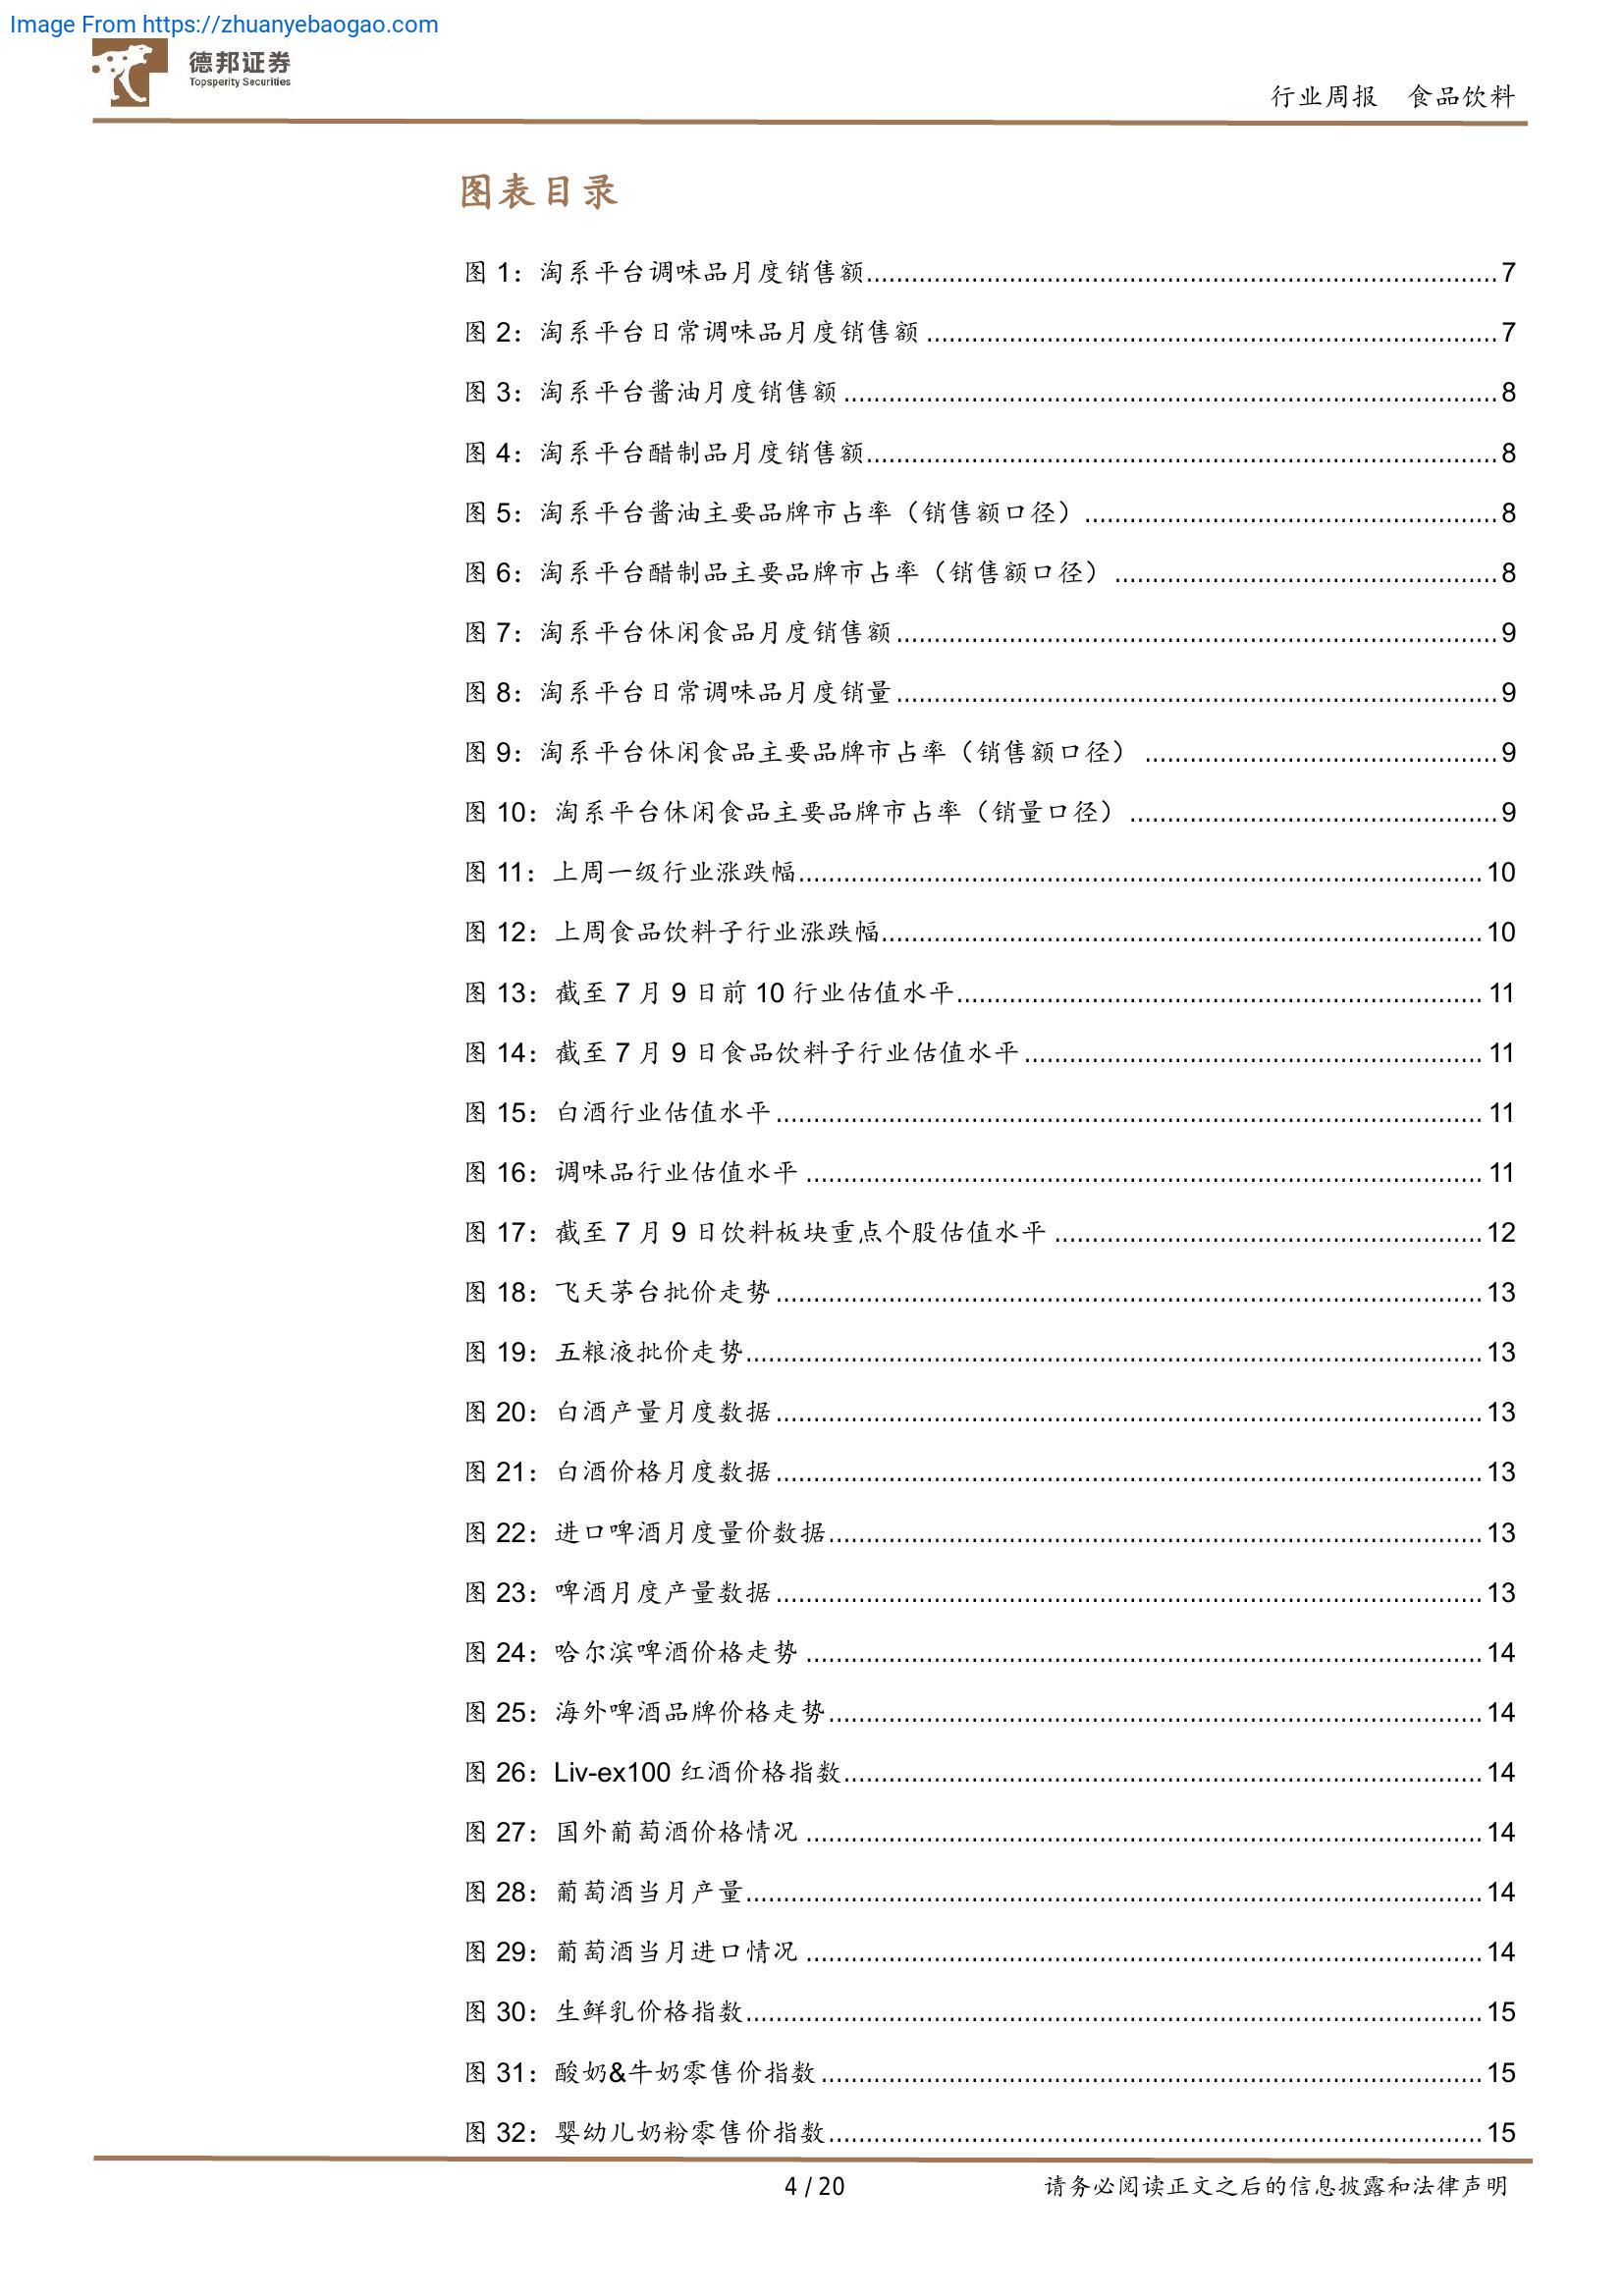 Image From https://zhuanyebaogao.com
德邦证券
Topsperity Securities
行业周报 食品饮料
图表目录
图 1：淘系平台调味品月度销售额....................7
图 2：淘系平台日常调味品月度销售额....................7
图 3：淘系平台酱油月度销售额....................8
图 4：淘系平台醋制品月度销售额....................8
图 5：淘系平台酱油主要品牌市占率（销售额口径）....................8
图 6：淘系平台醋制品主要品牌市占率（销售额口径）....................8
图 7：淘系平台休闲食品月度销售额....................9
图 8：淘系平台日常调味品月度销量....................9
图 9：淘系平台休闲食品主要品牌市占率（销售额口径）....................9
图 10：淘系平台休闲食品主要品牌市占率（销量口径）....................9
图 11：上周一级行业涨跌幅....................10
图 12：上周食品饮料子行业涨跌幅....................10
图 13：截至 7 月 9 日前 10 行业估值水平....................11
图 14：截至 7 月 9 日食品饮料子行业估值水平....................11
图 15：白酒行业估值水平....................11
图 16：调味品行业估值水平....................11
图 17：截至 7 月 9 日饮料板块重点个股估值水平....................12
图 18：飞天茅台批价走势....................13
图 19：五粮液批价走势....................13
图 20：白酒产量月度数据....................13
图 21：白酒价格月度数据....................13
图 22：进口啤酒月度量价数据....................13
图 23：啤酒月度产量数据....................13
图 24：哈尔滨啤酒价格走势....................14
图 25：海外啤酒品牌价格走势....................14
图 26：Liv-ex100 红酒价格指数....................14
图 27：国外葡萄酒价格情况....................14
图 28：葡萄酒当月产量....................14
图 29：葡萄酒当月进口情况....................14
图 30：生鲜乳价格指数....................15
图 31：酸奶&牛奶零售价指数....................15
图 32：婴幼儿奶粉零售价指数....................15
4 / 20 请务必阅读正文之后的信息披露和法律声明